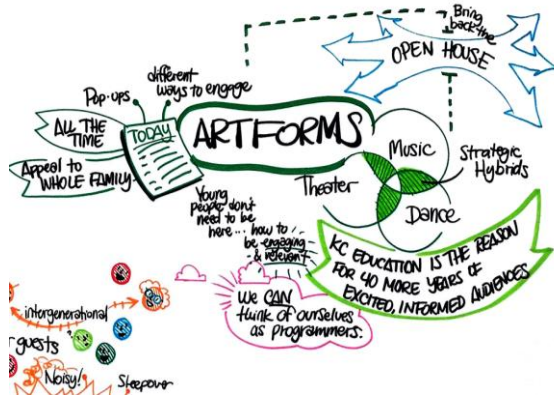 Bring
back the
OPEN HOUSE
different
ways to engage
Pop-ups
ALL THE
TIME
TODAY
ARTFORMS
Appeal to
WHOLE FAMILY
Music
Theater
Dance
Strategic
Hybrids
Young
people don't
need to be
here... how to
be engaging
& relevant
KC EDUCATION IS THE REASON
FOR 40 MORE YEARS OF
EXCITED, INFORMED AUDIENCES
We CAN
think of ourselves
as programmers.
intergenerational
guests
Noisy!
Sleepover